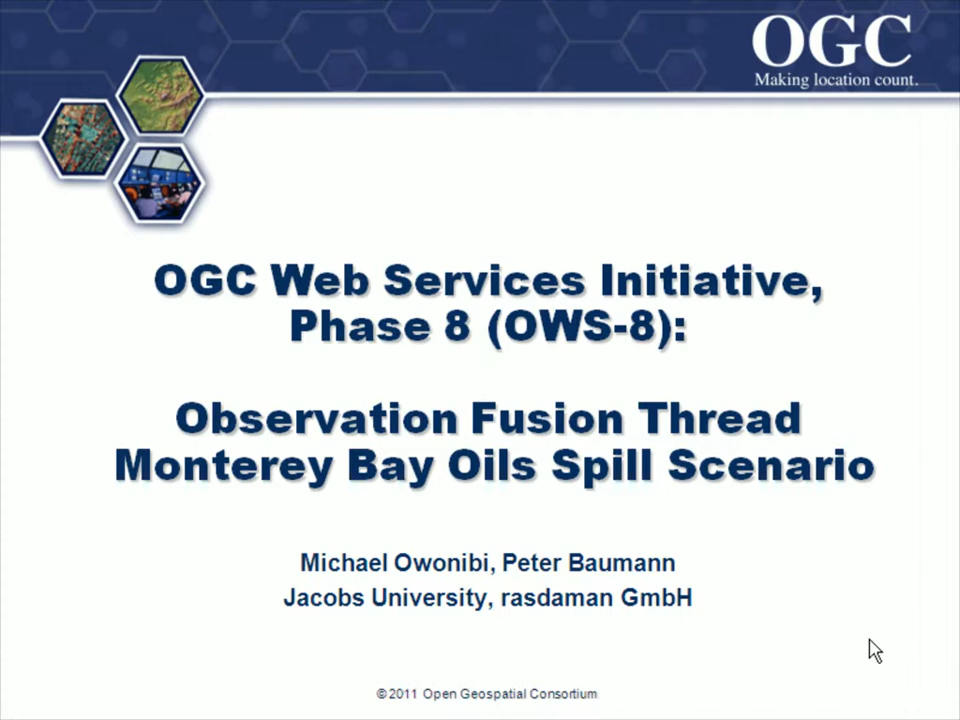 OGC
Making location count.
OGC Web Services Initiative,
Phase 8 (OWS-8):
Observation Fusion Thread
Monterey Bay Oils Spill Scenario
Michael Owonibi, Peter Baumann
Jacobs University, rasdaman GmbH
©2011 Open Geospatial Consortium